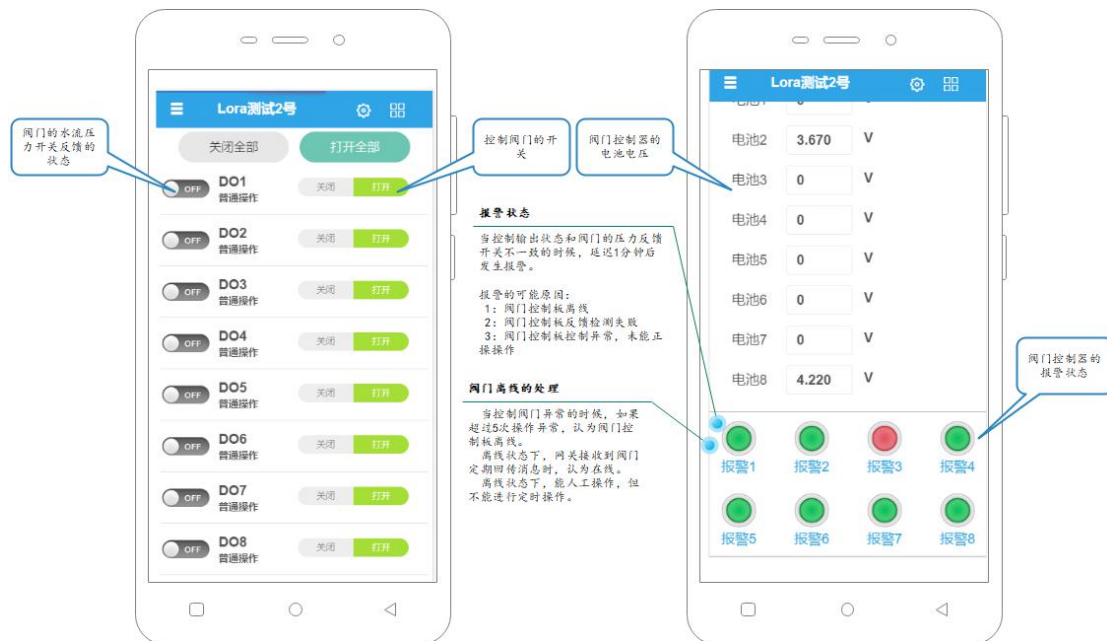 Lora测试2号
关闭全部
打开全部
阀门的水流压
力开关反馈的
状态
OFF
DO1
普通操作
关闭
打开
OFF
DO2
普通操作
关闭
打开
OFF
DO3
普通操作
关闭
打开
OFF
DO4
普通操作
关闭
打开
OFF
DO5
普通操作
关闭
打开
OFF
DO6
普通操作
关闭
打开
OFF
DO7
普通操作
关闭
打开
OFF
DO8
普通操作
关闭
打开
控制阀门的开
关
阀门控制器的
电池电压
报警状态
当控制输出状态和阀门的压力反馈
开关不一致的时候，延迟1分钟后
发生报警。
报警的可能原因：
1：阀门控制板离线
2：阀门控制板反馈检测失败
3：阀门控制板控制异常，未能正
操操作
阀门离线的处理
当控制阀门异常的时候，如果
超过5次操作异常，认为阀门控
制板离线。
离线状态下，网关接收到阀门
定期回传消息时，认为在线。
离线状态下，能人工操作，但
不能进行定时操作。
Lora测试2号
电池2 3.670 V
电池3 0 V
电池4 0 V
电池5 0 V
电池6 0 V
电池7 0 V
电池8 4.220 V
阀门控制器的
报警状态
报警1 报警2 报警3 报警4
报警5 报警6 报警7 报警8